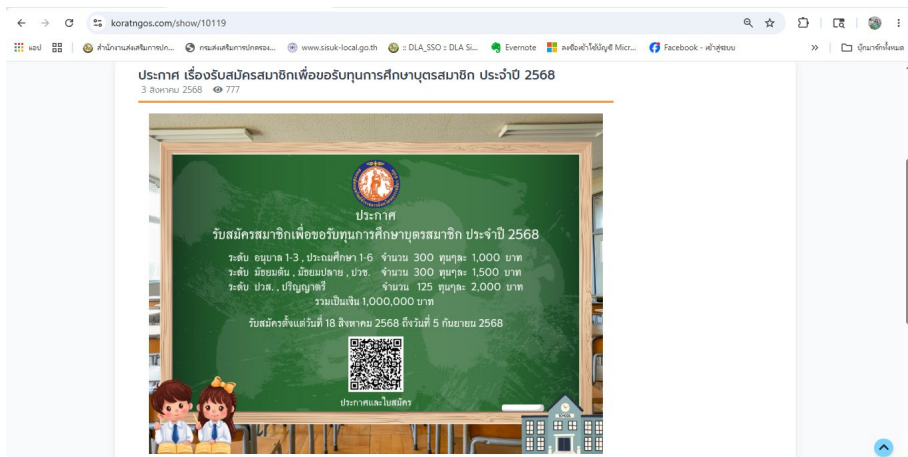 koratngos.com/show/10119
แอป
สำนักงานส่งเสริมการปก...
กรมส่งเสริมการปกครอง...
www.sisuk-local.go.th
:: DLA_SSO :: DLA Si...
Evernote
ลงชื่อเข้าใช้บัญชี Micr...
Facebook - เข้าสู่ระบบ
»
บุ๊กมาร์กทั้งหมด
ประกาศ เรื่องรับสมัครสมาชิกเพื่อขอรับทุนการศึกษาบุตรสมาชิก ประจำปี 2568
3 สิงหาคม 2568 777
ประกาศ
รับสมัครสมาชิกเพื่อขอรับทุนการศึกษาบุตรสมาชิก ประจำปี 2568
ระดับ อนุบาล 1-3 , ประถมศึกษา 1-6 จำนวน 300 ทุนๆละ 1,000 บาท
ระดับ มัธยมต้น , มัธยมปลาย , ปวช. จำนวน 300 ทุนๆละ 1,500 บาท
ระดับ ปวส. , ปริญญาตรี จำนวน 125 ทุนๆละ 2,000 บาท
รวมเป็นเงิน 1,000,000 บาท
รับสมัครตั้งแต่วันที่ 18 สิงหาคม 2568 ถึงวันที่ 5 กันยายน 2568
ประกาศและใบสมัคร
SCHOOL